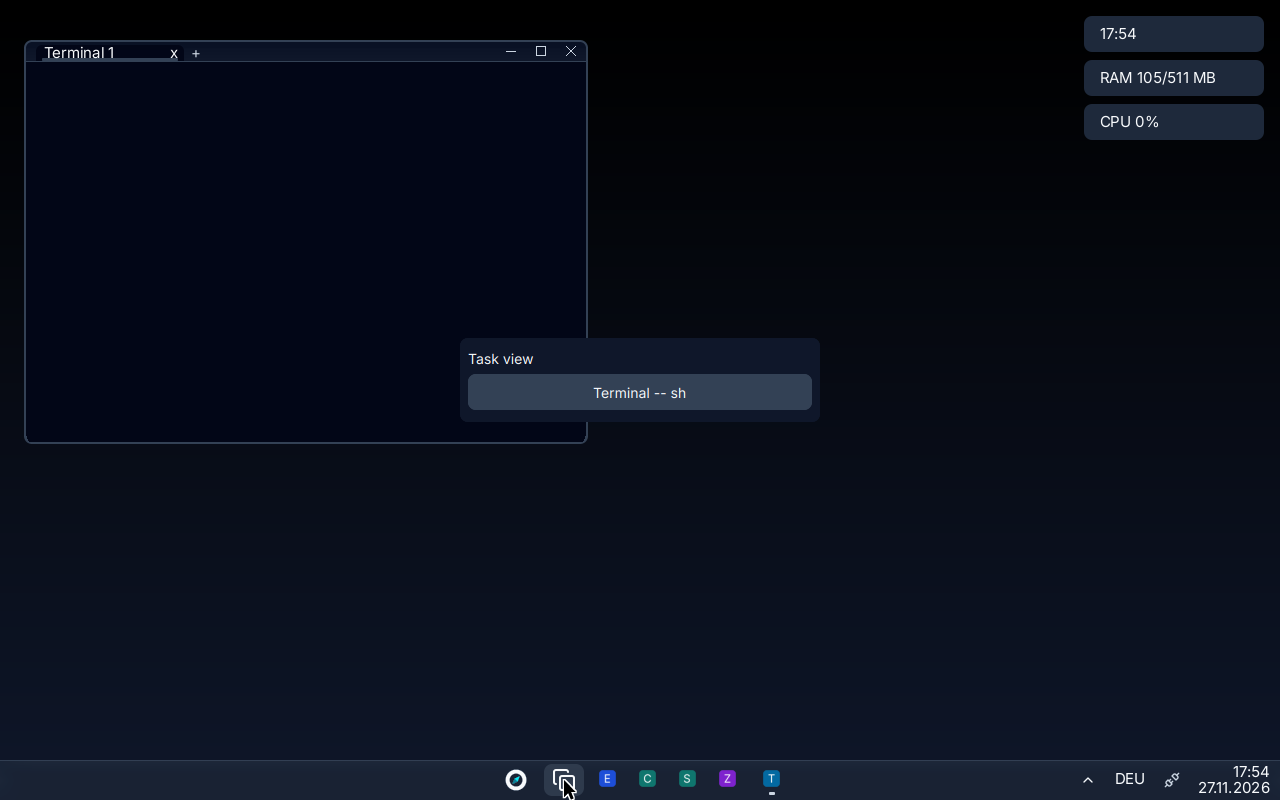 Terminal 1 x +
17:54
RAM 105/511 MB
CPU 0%
Task view
Terminal -- sh
E C S Z T
DEU
17:54
27.11.2026